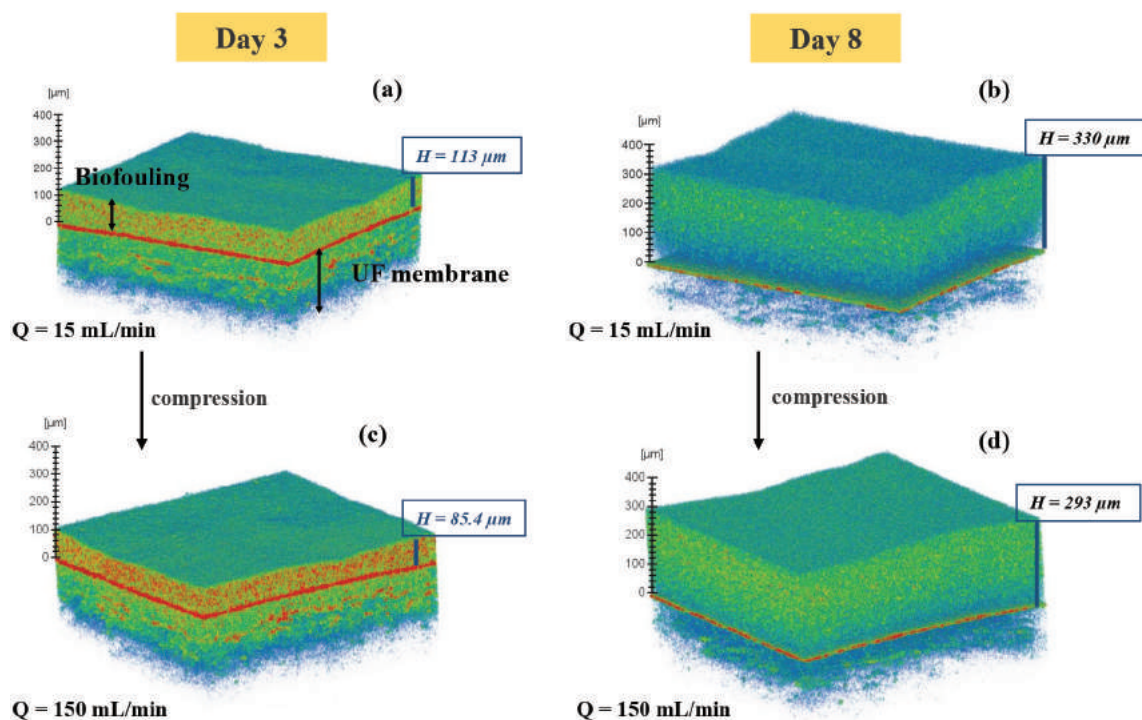 Day 3
Day 8
(a)
[µm]
400
300
200
100
0
Biofouling
H = 113 µm
UF membrane
Q = 15 mL/min
(b)
[µm]
400
300
200
100
0
H = 330 µm
Q = 15 mL/min
compression
compression
(c)
[µm]
400
300
200
100
0
H = 85.4 µm
Q = 150 mL/min
(d)
[µm]
400
300
200
100
0
H = 293 µm
Q = 150 mL/min